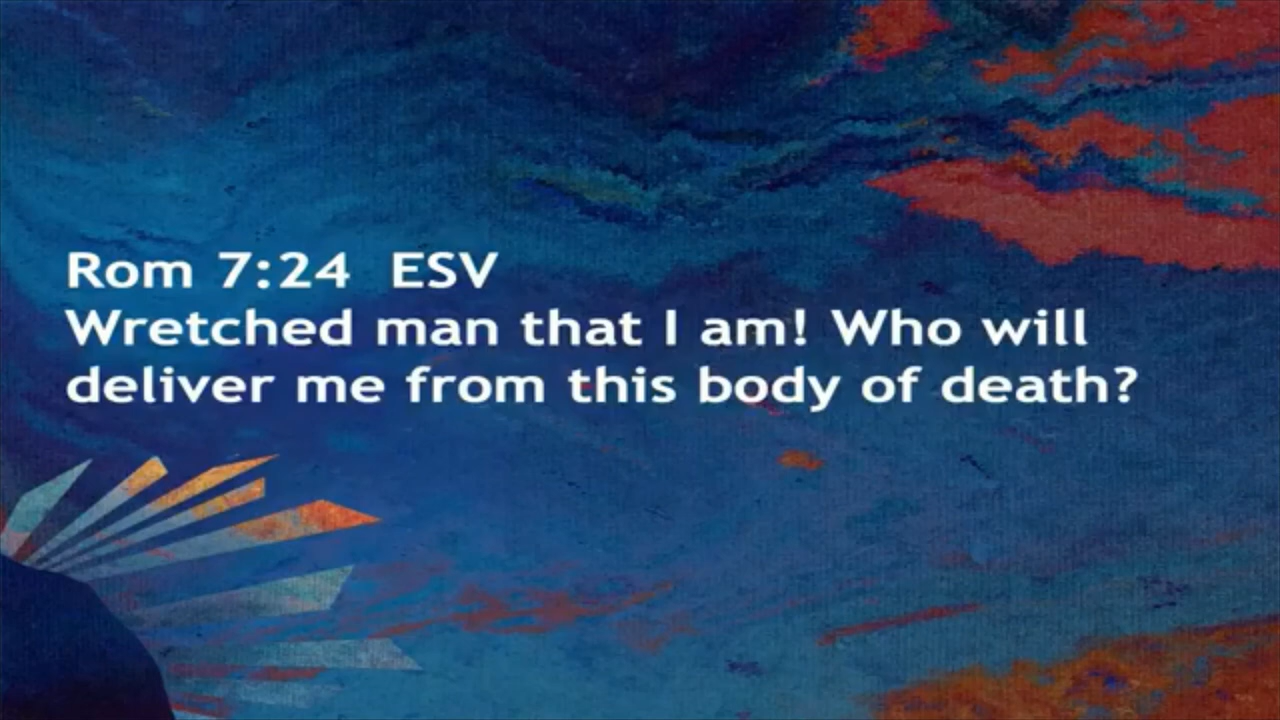 Rom 7:24  ESV
Wretched man that I am! Who will
deliver me from this body of death?